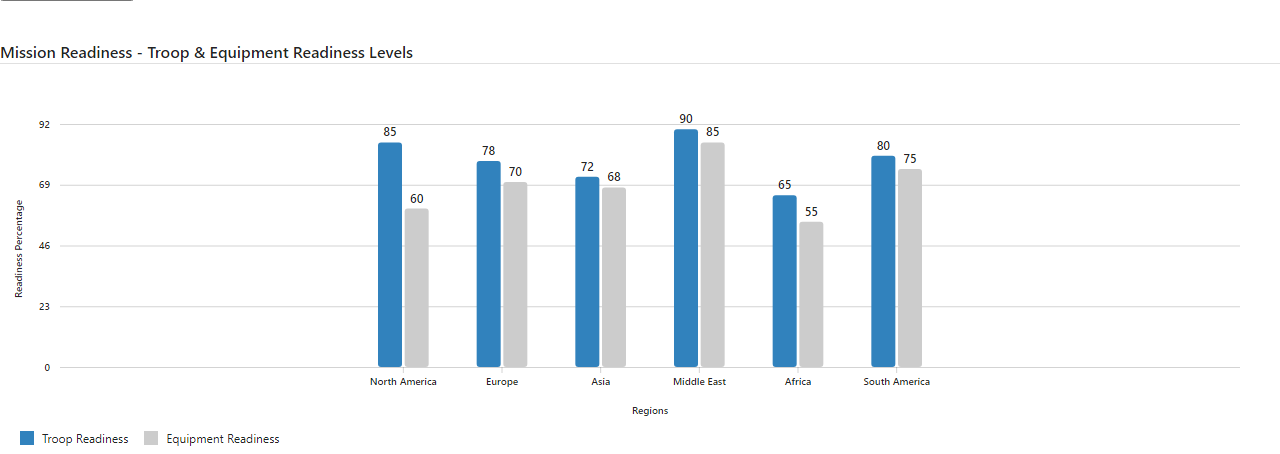 Mission Readiness - Troop & Equipment Readiness Levels
92
69
46
23
0
Readiness Percentage
85
60
78
70
72
68
90
85
65
55
80
75
North America
Europe
Asia
Middle East
Africa
South America
Regions
Troop Readiness
Equipment Readiness